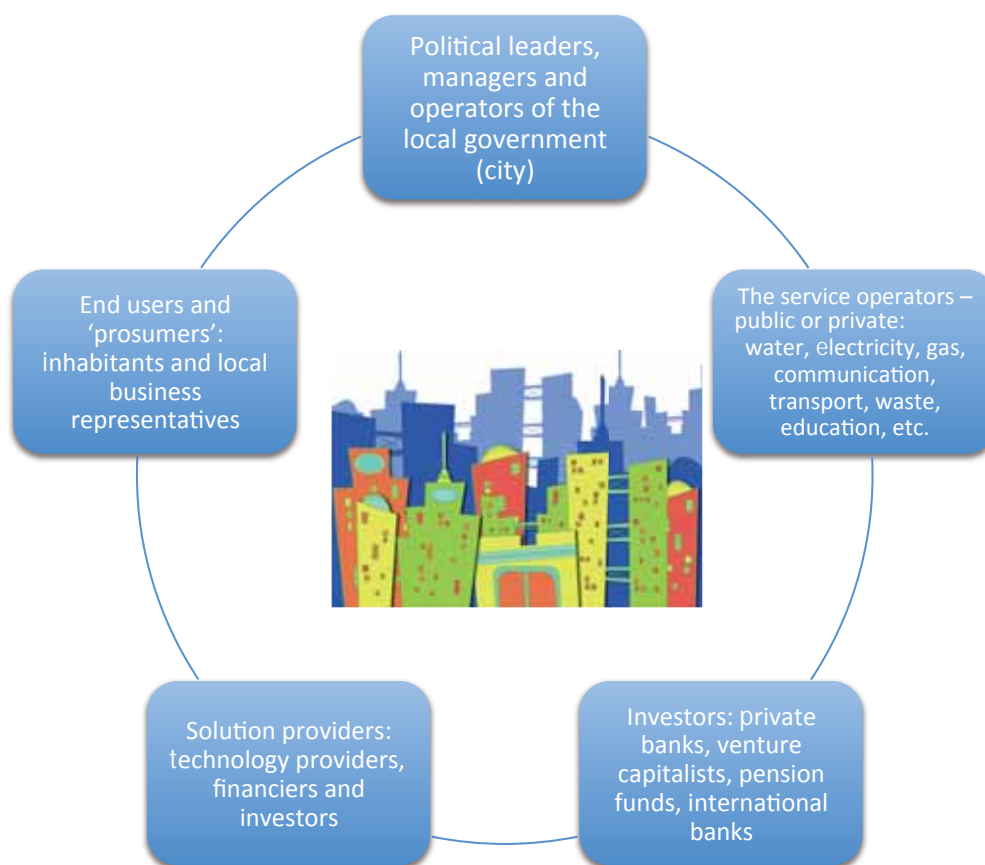 Political leaders,
managers and
operators of the
local government
(city)
The service operators –
public or private:
water, electricity, gas,
communication,
transport, waste,
education, etc.
Investors: private
banks, venture
capitalists, pension
funds, international
banks
Solution providers:
technology providers,
financiers and
investors
End users and
‘prosumers’:
inhabitants and local
business
representatives